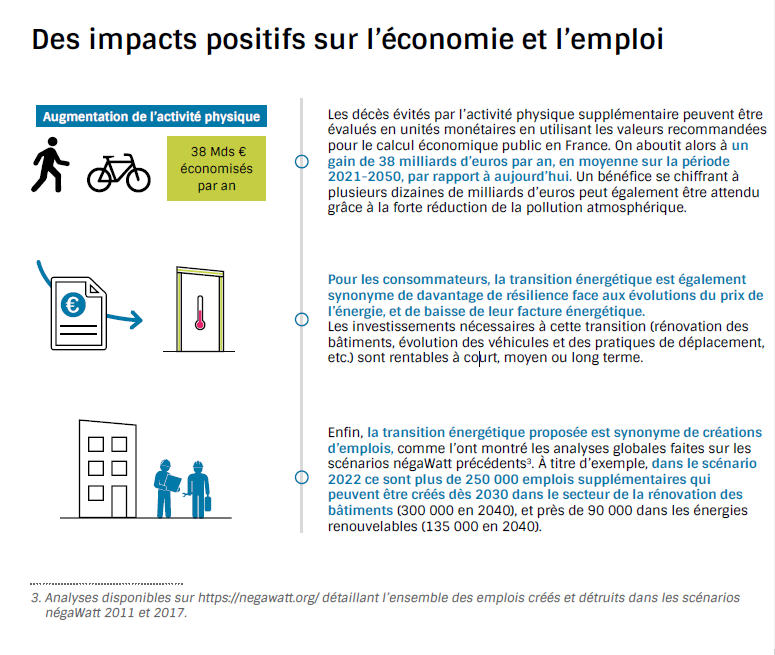 Des impacts positifs sur l'économie et l'emploi
Augmentation de l'activité physique
38 Mds €
économisés
par an
Les décès évités par l'activité physique supplémentaire peuvent être
évalués en unités monétaires en utilisant les valeurs recommandées
pour le calcul économique public en France. On aboutit alors à un
gain de 38 milliards d'euros par an, en moyenne sur la période
2021-2050, par rapport à aujourd'hui. Un bénéfice se chiffrant à
plusieurs dizaines de milliards d'euros peut également être attendu
grâce à la forte réduction de la pollution atmosphérique.
€
Pour les consommateurs, la transition énergétique est également
synonyme de davantage de résilience face aux évolutions du prix de
l'énergie, et de baisse de leur facture énergétique.
Les investissements nécessaires à cette transition (rénovation des
bâtiments, évolution des véhicules et des pratiques de déplacement,
etc.) sont rentables à court, moyen ou long terme.
Enfin, la transition énergétique proposée est synonyme de créations
d'emplois, comme l'ont montré les analyses globales faites sur les
scénarios négaWatt précédents³. À titre d'exemple, dans le scénario
2022 ce sont plus de 250 000 emplois supplémentaires qui
peuvent être créés dès 2030 dans le secteur de la rénovation des
bâtiments (300 000 en 2040), et près de 90 000 dans les énergies
renouvelables (135 000 en 2040).
3. Analyses disponibles sur https://negawatt.org/ détaillant l'ensemble des emplois créés et détruits dans les scénarios
négaWatt 2011 et 2017.